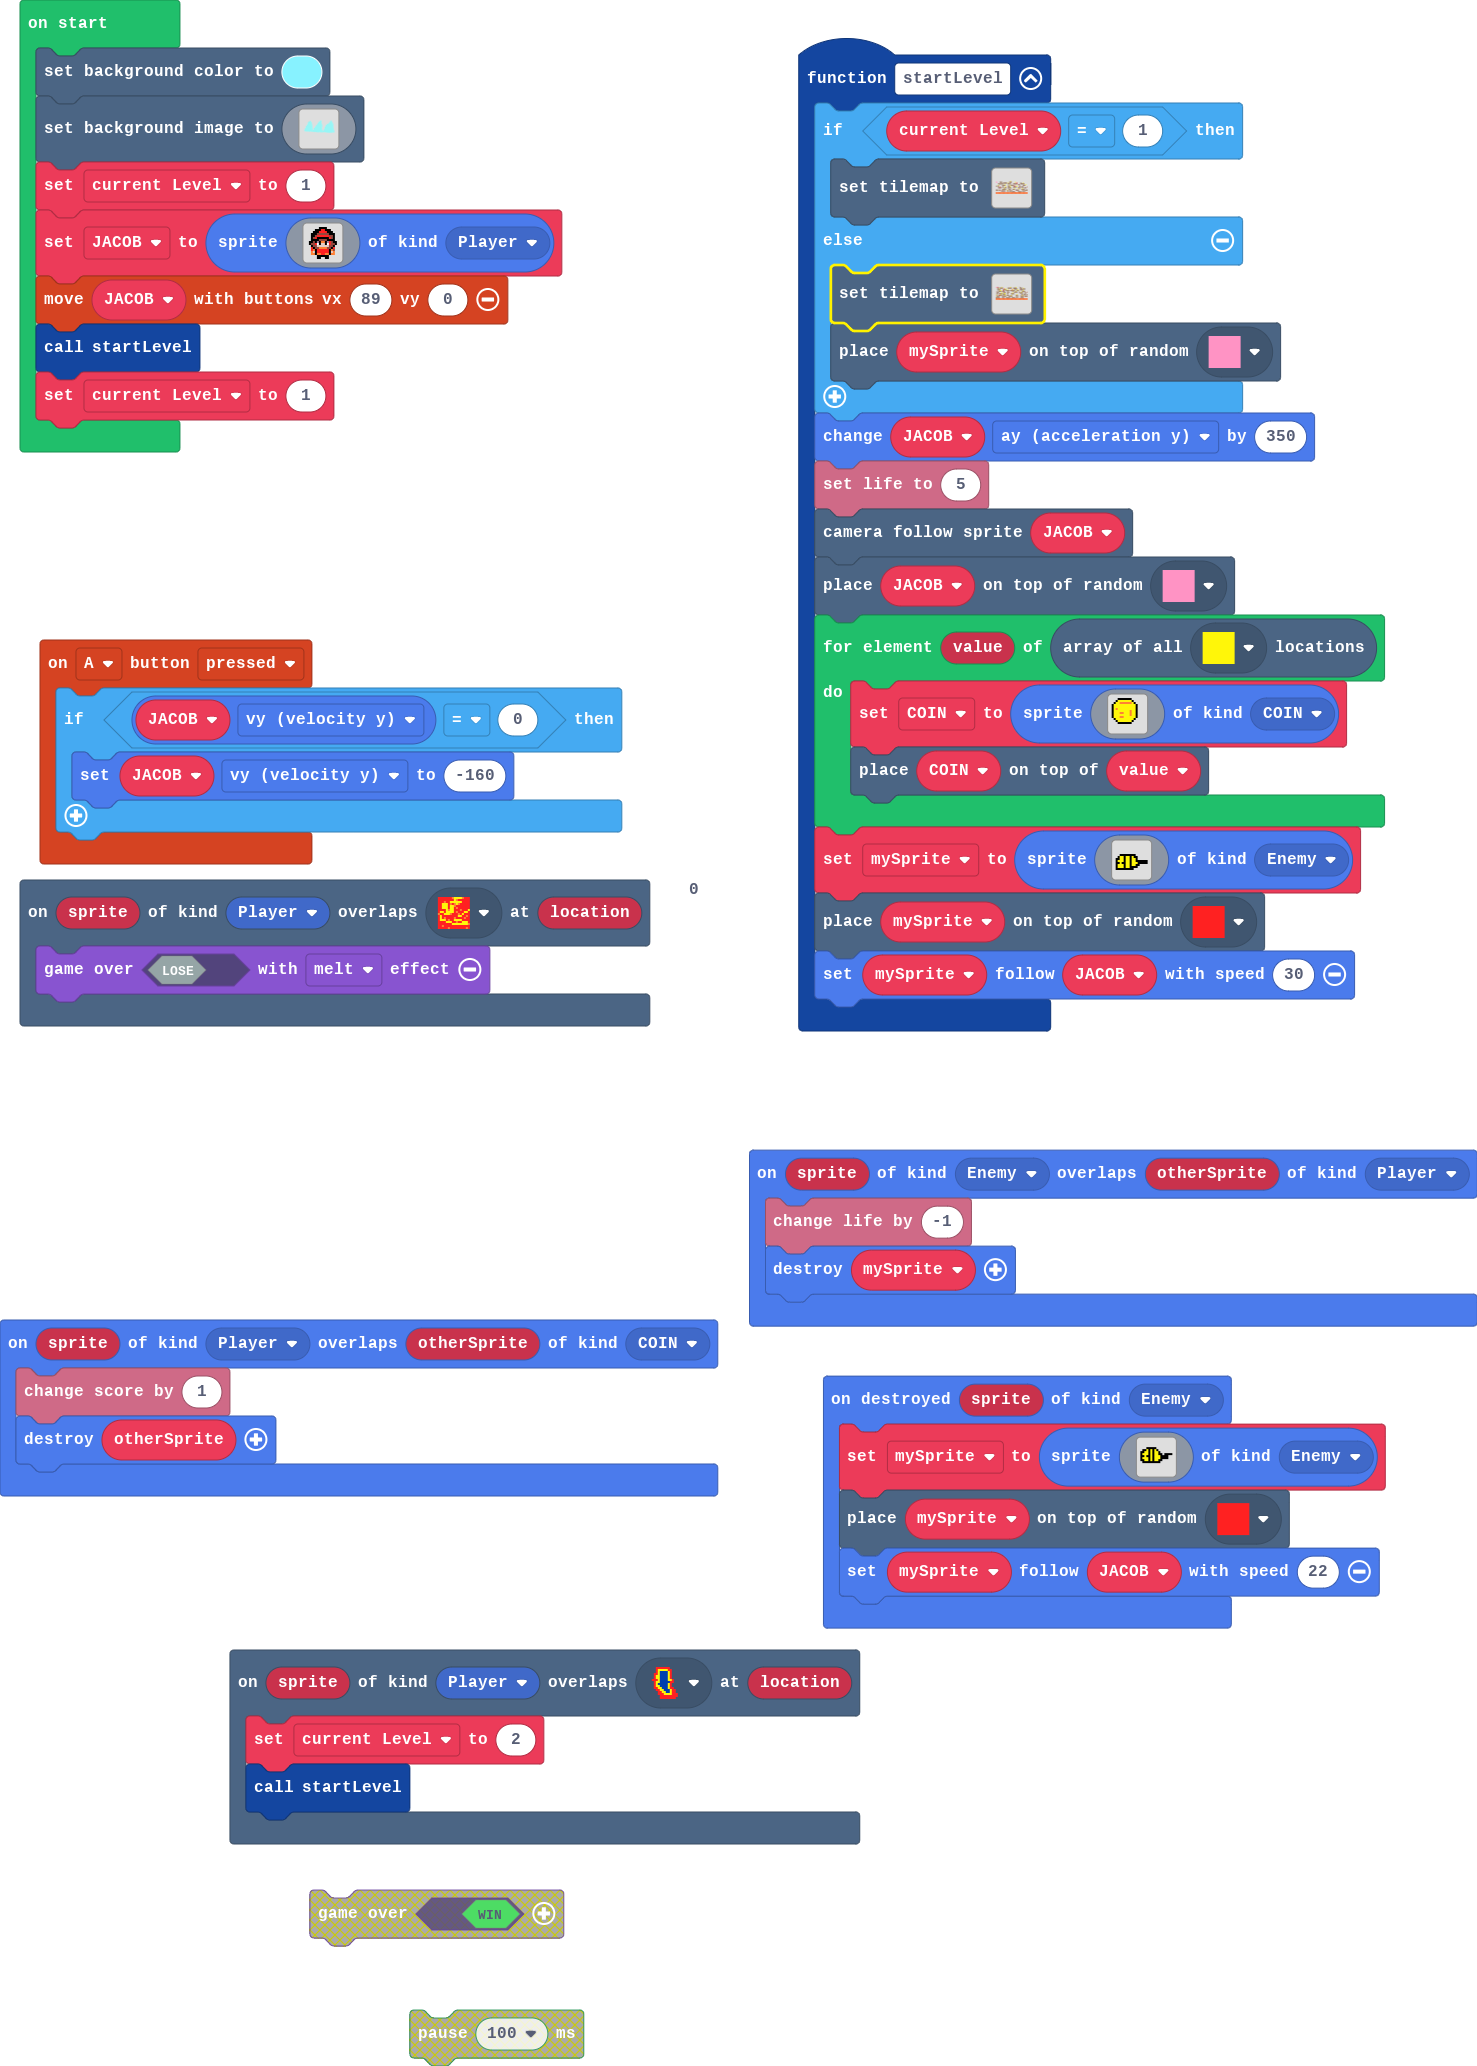 on start
set background color to
set background image to
set current Level to 1
set JACOB to sprite of kind Player
move JACOB with buttons vx 89 vy 0
call startLevel
set current Level to 1
function startLevel
if current Level = 1 then
set tilemap to
else
set tilemap to
place mySprite on top of random
change JACOB ay (acceleration y) by 350
set life to 5
camera follow sprite JACOB
place JACOB on top of random
for element value of array of all locations
do set COIN to sprite of kind COIN
place COIN on top of value
set mySprite to sprite of kind Enemy
place mySprite on top of random
set mySprite follow JACOB with speed 30
on A button pressed
if JACOB vy (velocity y) = 0 then
set JACOB vy (velocity y) to -160
0
on sprite of kind Player overlaps at location
game over LOSE with melt effect
on sprite of kind Enemy overlaps otherSprite of kind Player
change life by -1
destroy mySprite
on sprite of kind Player overlaps otherSprite of kind COIN
change score by 1
destroy otherSprite
on destroyed sprite of kind Enemy
set mySprite to sprite of kind Enemy
place mySprite on top of random
set mySprite follow JACOB with speed 22
on sprite of kind Player overlaps at location
set current Level to 2
call startLevel
game over WIN
pause 100 ms